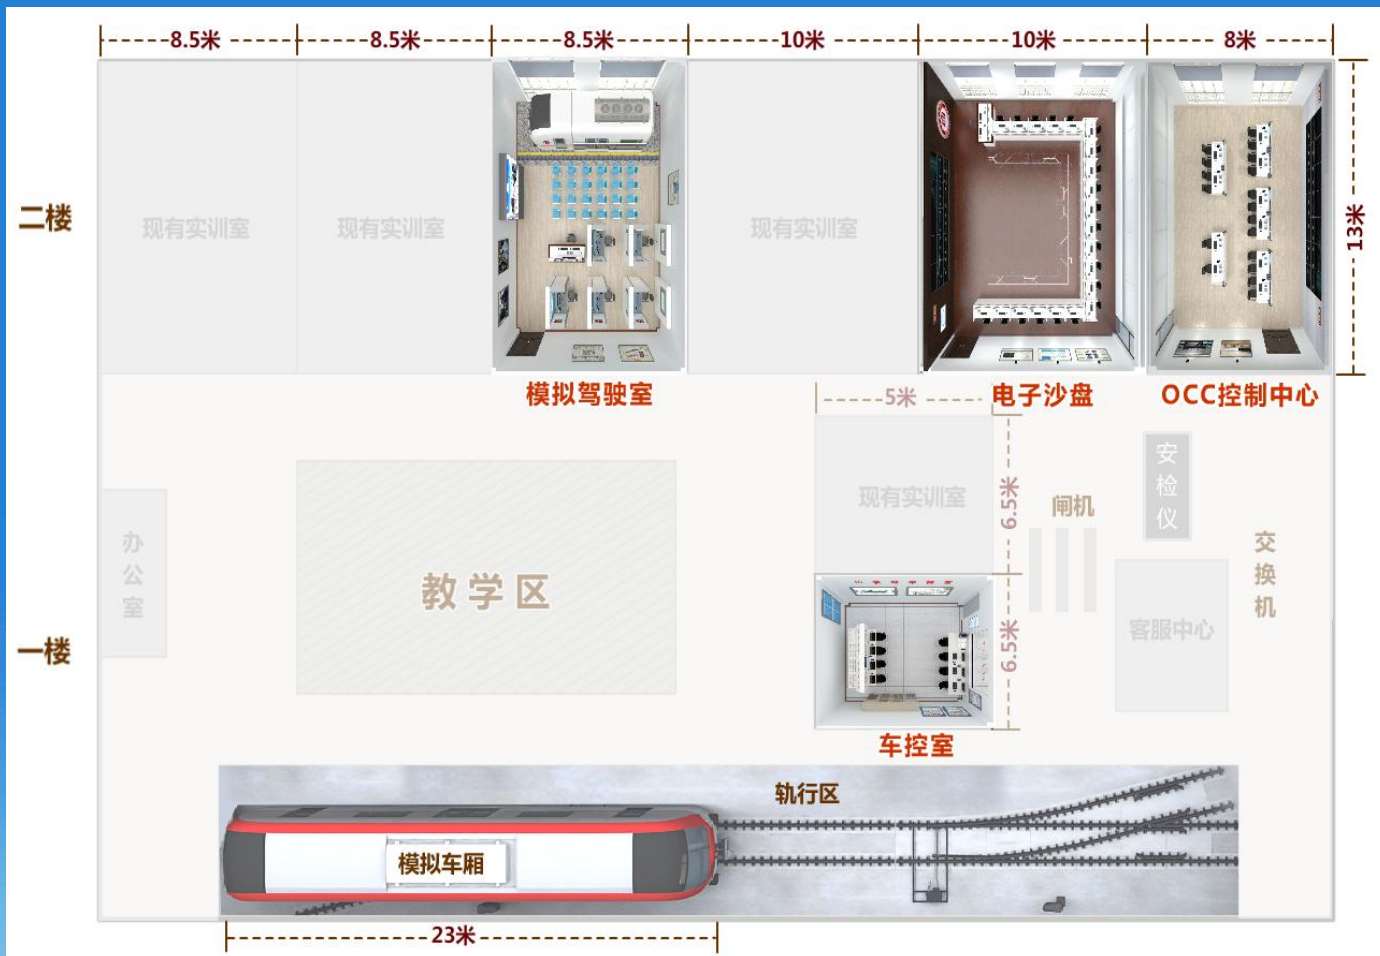 8.5米
8.5米
8.5米
10米
10米
8米
二楼
现有实训室
现有实训室
现有实训室
13米
模拟驾驶室
5米
电子沙盘
OCC控制中心
现有实训室
6.5米
闸机
安检仪
交换机
办公室
教学区
客服中心
6.5米
一楼
车控室
轨行区
模拟车厢
23米